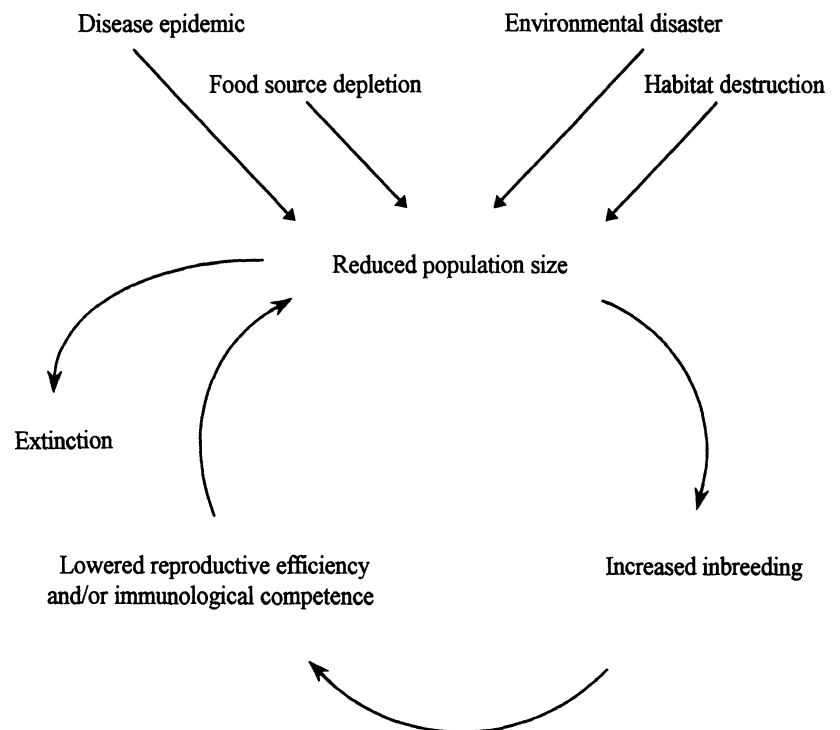 Disease epidemic
Environmental disaster
Food source depletion
Habitat destruction
Reduced population size
Extinction
Lowered reproductive efficiency
and/or immunological competence
Increased inbreeding